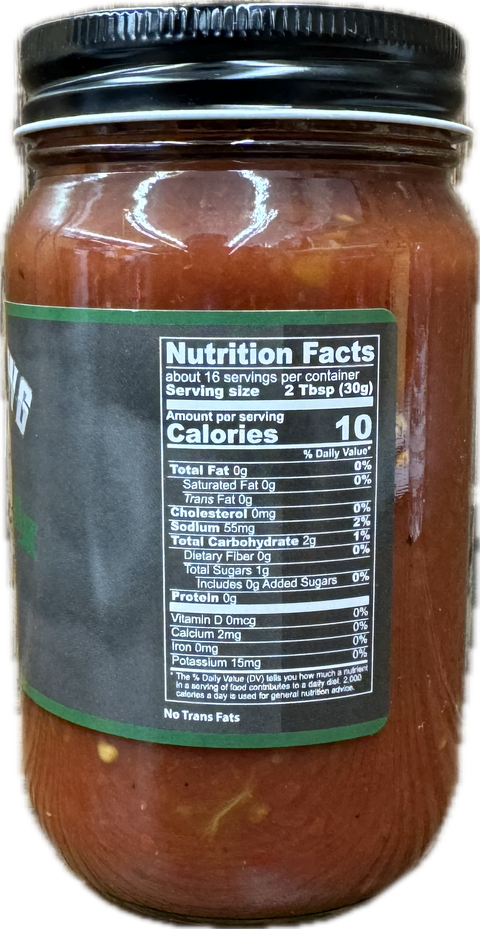 Nutrition Facts
about 16 servings per container
Serving size 2 Tbsp (30g)
Amount per serving
Calories 10
% Daily Value*
Total Fat 0g 0%
Saturated Fat 0g 0%
Trans Fat 0g
Cholesterol 0mg 0%
Sodium 55mg 2%
Total Carbohydrate 2g 1%
Dietary Fiber 0g 0%
Total Sugars 1g
Includes 0g Added Sugars 0%
Protein 0g
Vitamin D 0mcg 0%
Calcium 2mg 0%
Iron 0mg 0%
Potassium 15mg 0%
* The % Daily Value (DV) tells you how much a nutrient
in a serving of food contributes to a daily diet. 2,000
calories a day is used for general nutrition advice.
No Trans Fats